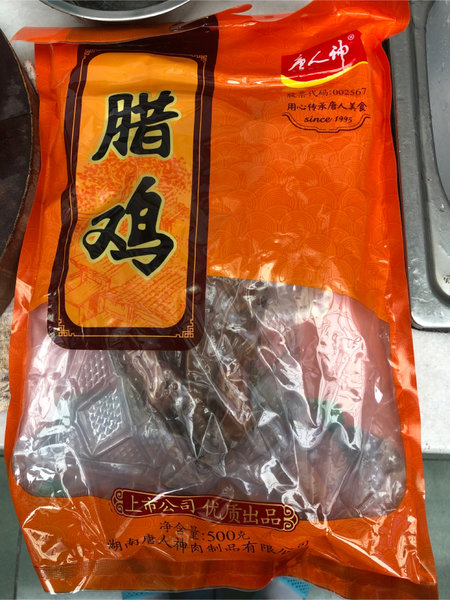 唐人神®
股票代码:002567
用心传承唐人美食
since 1995
腊鸡
上市公司 优质出品
净含量:500克
湖南唐人神肉制品有限公司